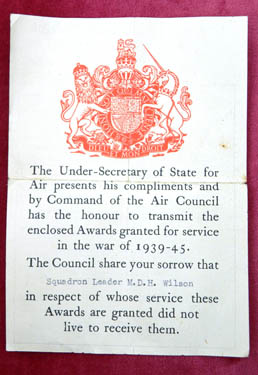 DIEU ET MON DROIT
The Under-Secretary of State for
Air presents his compliments and
by Command of the Air Council
has the honour to transmit the
enclosed Awards granted for service
in the war of 1939-45.
The Council share your sorrow that
Squadron Leader M.D.H. Wilson
in respect of whose service these
Awards are granted did not
live to receive them.